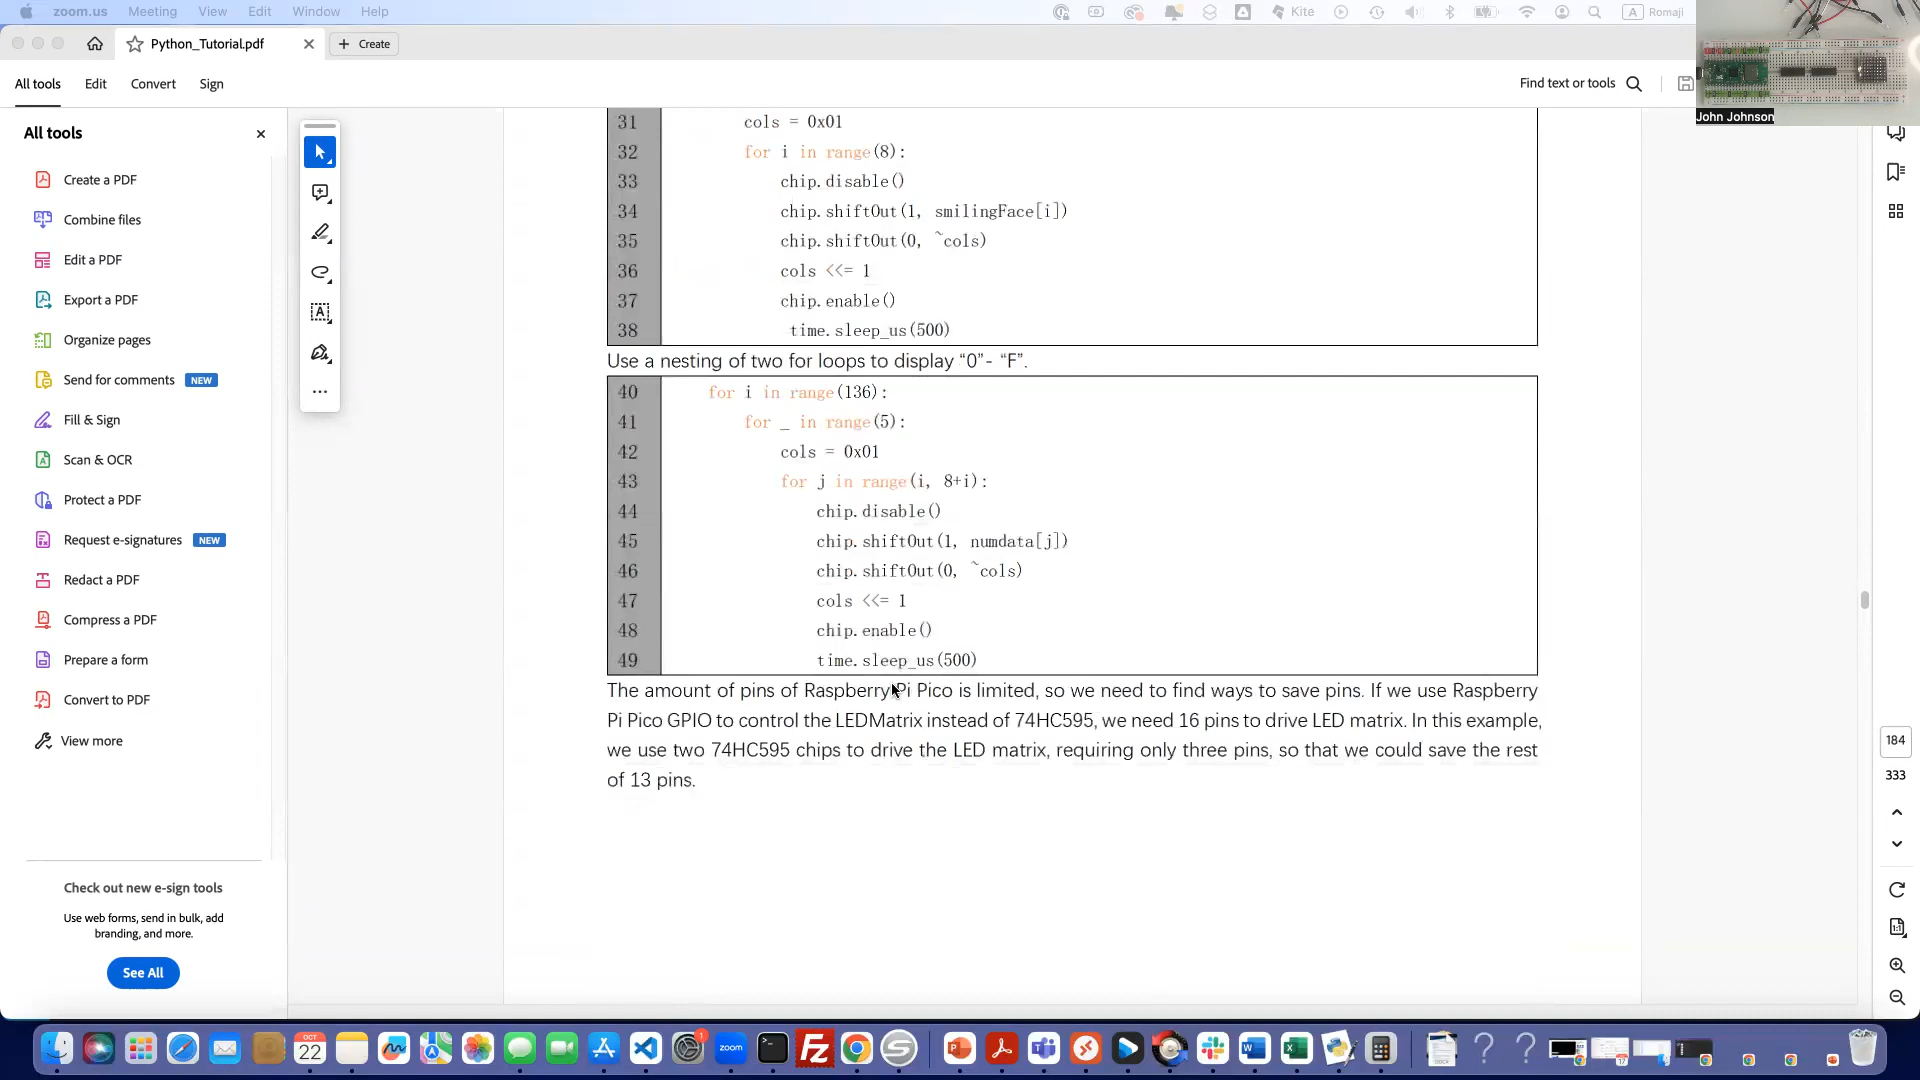 zoom.us Meeting View Edit Window Help Kite A Romaji
Python_Tutorial.pdf Create
All tools Edit Convert Sign Find text or tools
John Johnson
All tools
Create a PDF
Combine files
Edit a PDF
Export a PDF
Organize pages
Send for comments NEW
Fill & Sign
Scan & OCR
Protect a PDF
Request e-signatures NEW
Redact a PDF
Compress a PDF
Prepare a form
Convert to PDF
View more
Check out new e-sign tools
Use web forms, send in bulk, add
branding, and more.
See All
31 cols = 0x01
32 for i in range(8):
33 chip.disable()
34 chip.shiftOut(1, smilingFace[i])
35 chip.shiftOut(0, ~cols)
36 cols <<= 1
37 chip.enable()
38 time.sleep_us(500)
Use a nesting of two for loops to display “0”- “F”.
40 for i in range(136):
41 for _ in range(5):
42 cols = 0x01
43 for j in range(i, 8+i):
44 chip.disable()
45 chip.shiftOut(1, numdata[j])
46 chip.shiftOut(0, ~cols)
47 cols <<= 1
48 chip.enable()
49 time.sleep_us(500)
The amount of pins of Raspberry Pi Pico is limited, so we need to find ways to save pins. If we use Raspberry
Pi Pico GPIO to control the LEDMatrix instead of 74HC595, we need 16 pins to drive LED matrix. In this example,
we use two 74HC595 chips to drive the LED matrix, requiring only three pins, so that we could save the rest
of 13 pins.
184
333
OCT
22
zoom